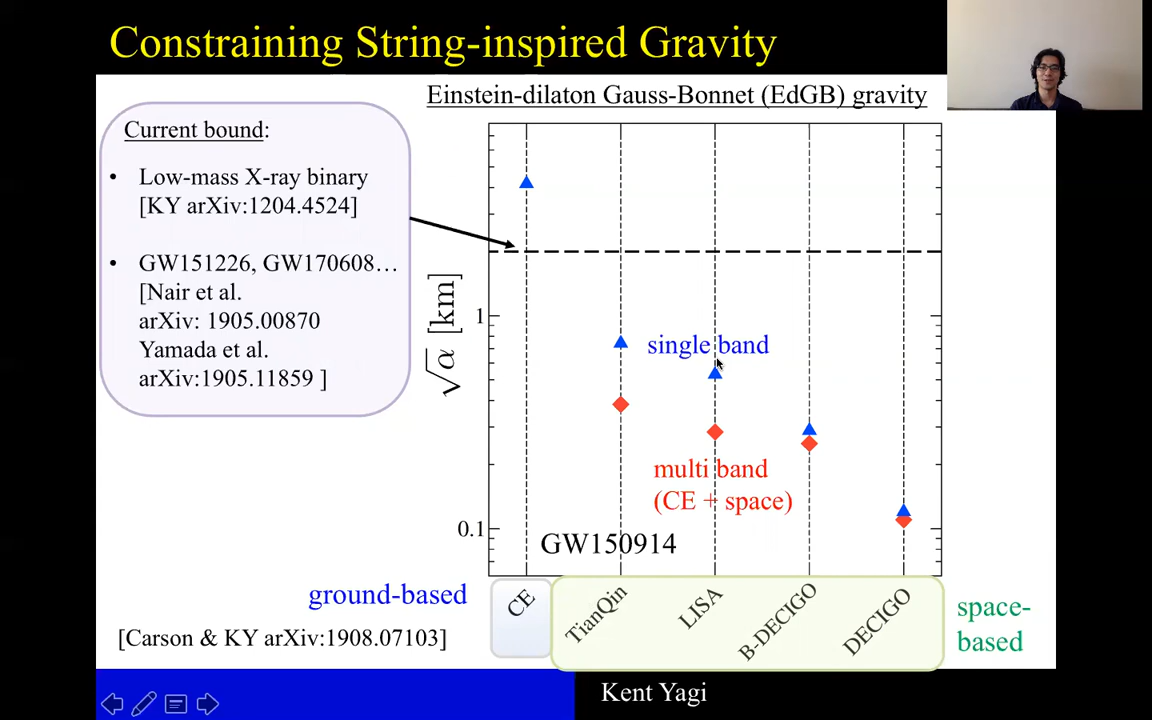 Constraining String-inspired Gravity
Einstein-dilaton Gauss-Bonnet (EdGB) gravity
Current bound:
• Low-mass X-ray binary
[KY arXiv:1204.4524]
• GW151226, GW170608…
[Nair et al.
arXiv: 1905.00870
Yamada et al.
arXiv:1905.11859 ]
√α [km]
1
0.1
single band
multi band
(CE + space)
GW150914
ground-based
CE
TianQin
LISA
B-DECIGO
DECIGO
space-
based
[Carson & KY arXiv:1908.07103]
Kent Yagi